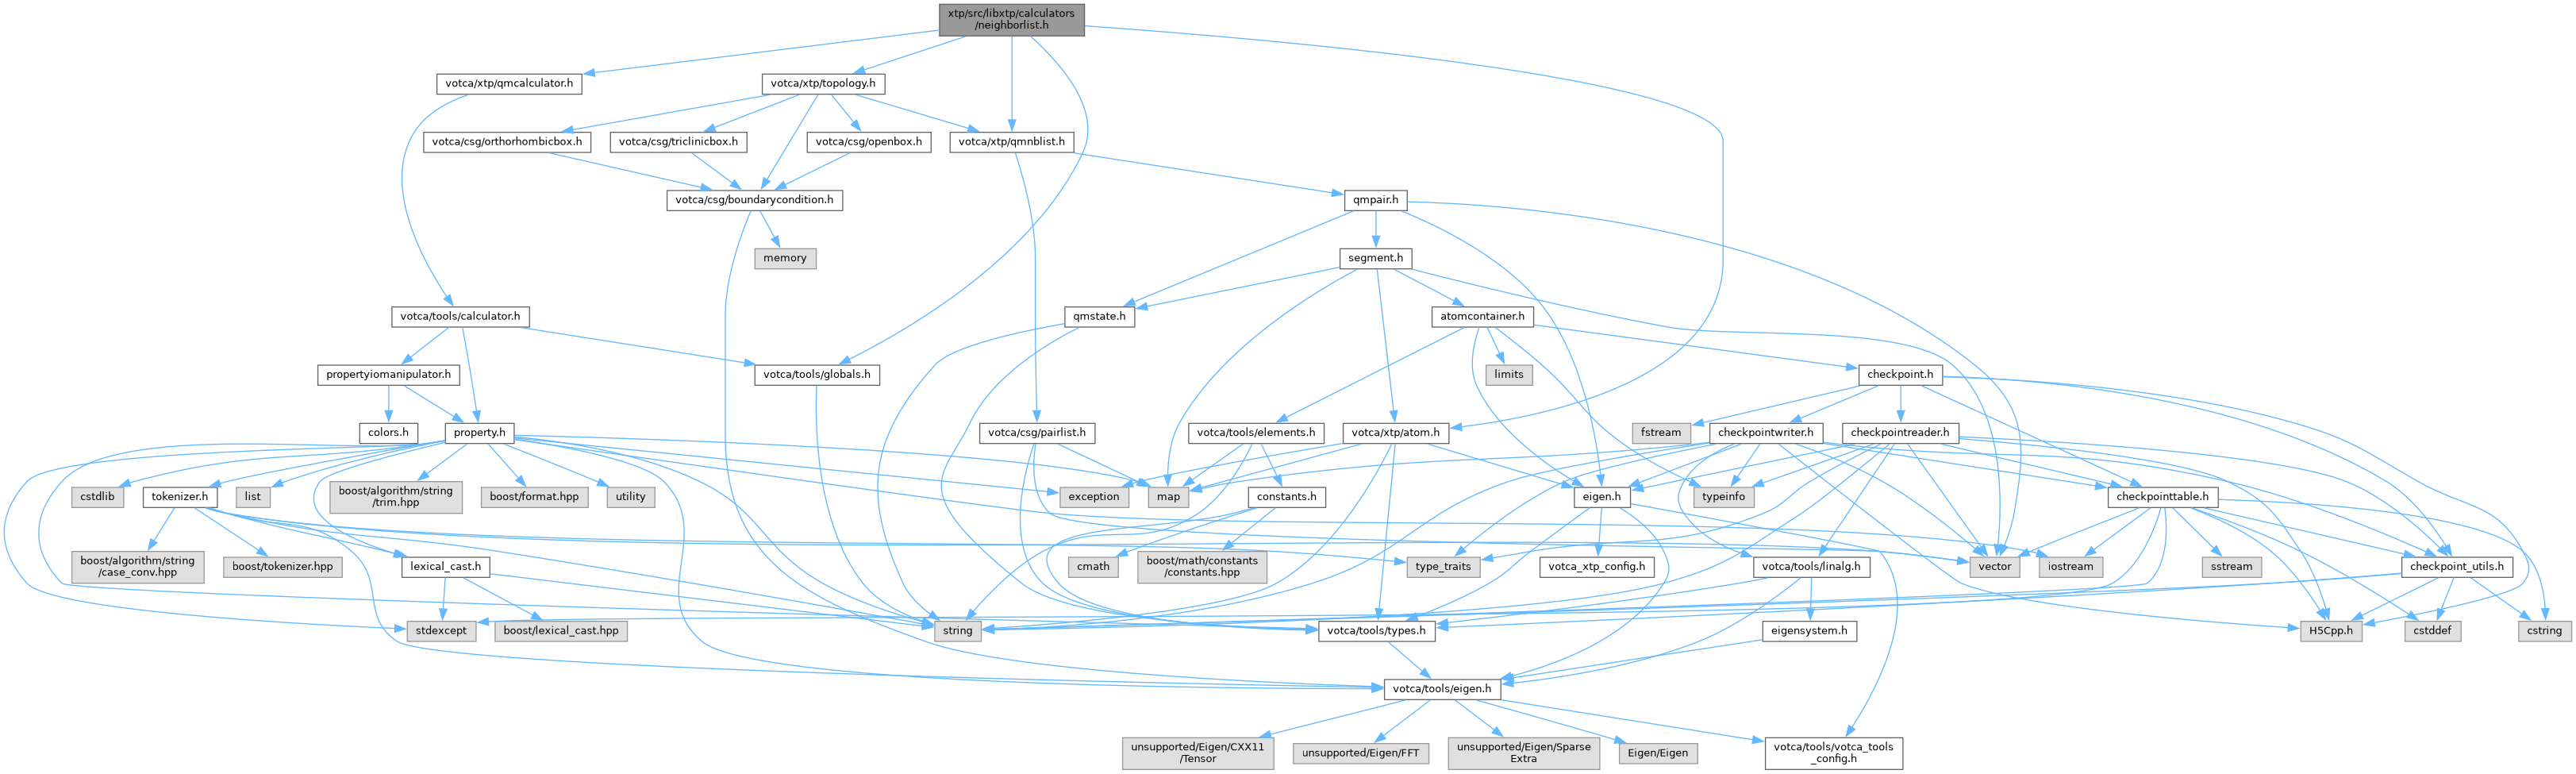 xtp/src/libxtp/calculators
/neighborlist.h
votca/xtp/qmcalculator.h
votca/xtp/topology.h
votca/csg/orthorhombicbox.h
votca/csg/triclinicbox.h
votca/csg/openbox.h
votca/xtp/qmnblist.h
votca/csg/boundarycondition.h
qmpair.h
memory
segment.h
votca/tools/calculator.h
qmstate.h
atomcontainer.h
propertyiomanipulator.h
votca/tools/globals.h
limits
checkpoint.h
colors.h
property.h
votca/csg/pairlist.h
votca/tools/elements.h
votca/xtp/atom.h
fstream
checkpointwriter.h
checkpointreader.h
cstdlib
tokenizer.h
list
boost/algorithm/string
/trim.hpp
boost/format.hpp
utility
exception
map
constants.h
eigen.h
typeinfo
checkpointtable.h
boost/algorithm/string
/case_conv.hpp
boost/tokenizer.hpp
lexical_cast.h
cmath
boost/math/constants
/constants.hpp
type_traits
votca_xtp_config.h
votca/tools/linalg.h
vector
iostream
sstream
checkpoint_utils.h
stdexcept
boost/lexical_cast.hpp
string
votca/tools/types.h
eigensystem.h
H5Cpp.h
cstddef
cstring
votca/tools/eigen.h
unsupported/Eigen/CXX11
/Tensor
unsupported/Eigen/FFT
unsupported/Eigen/Sparse
Extra
Eigen/Eigen
votca/tools/votca_tools
_config.h